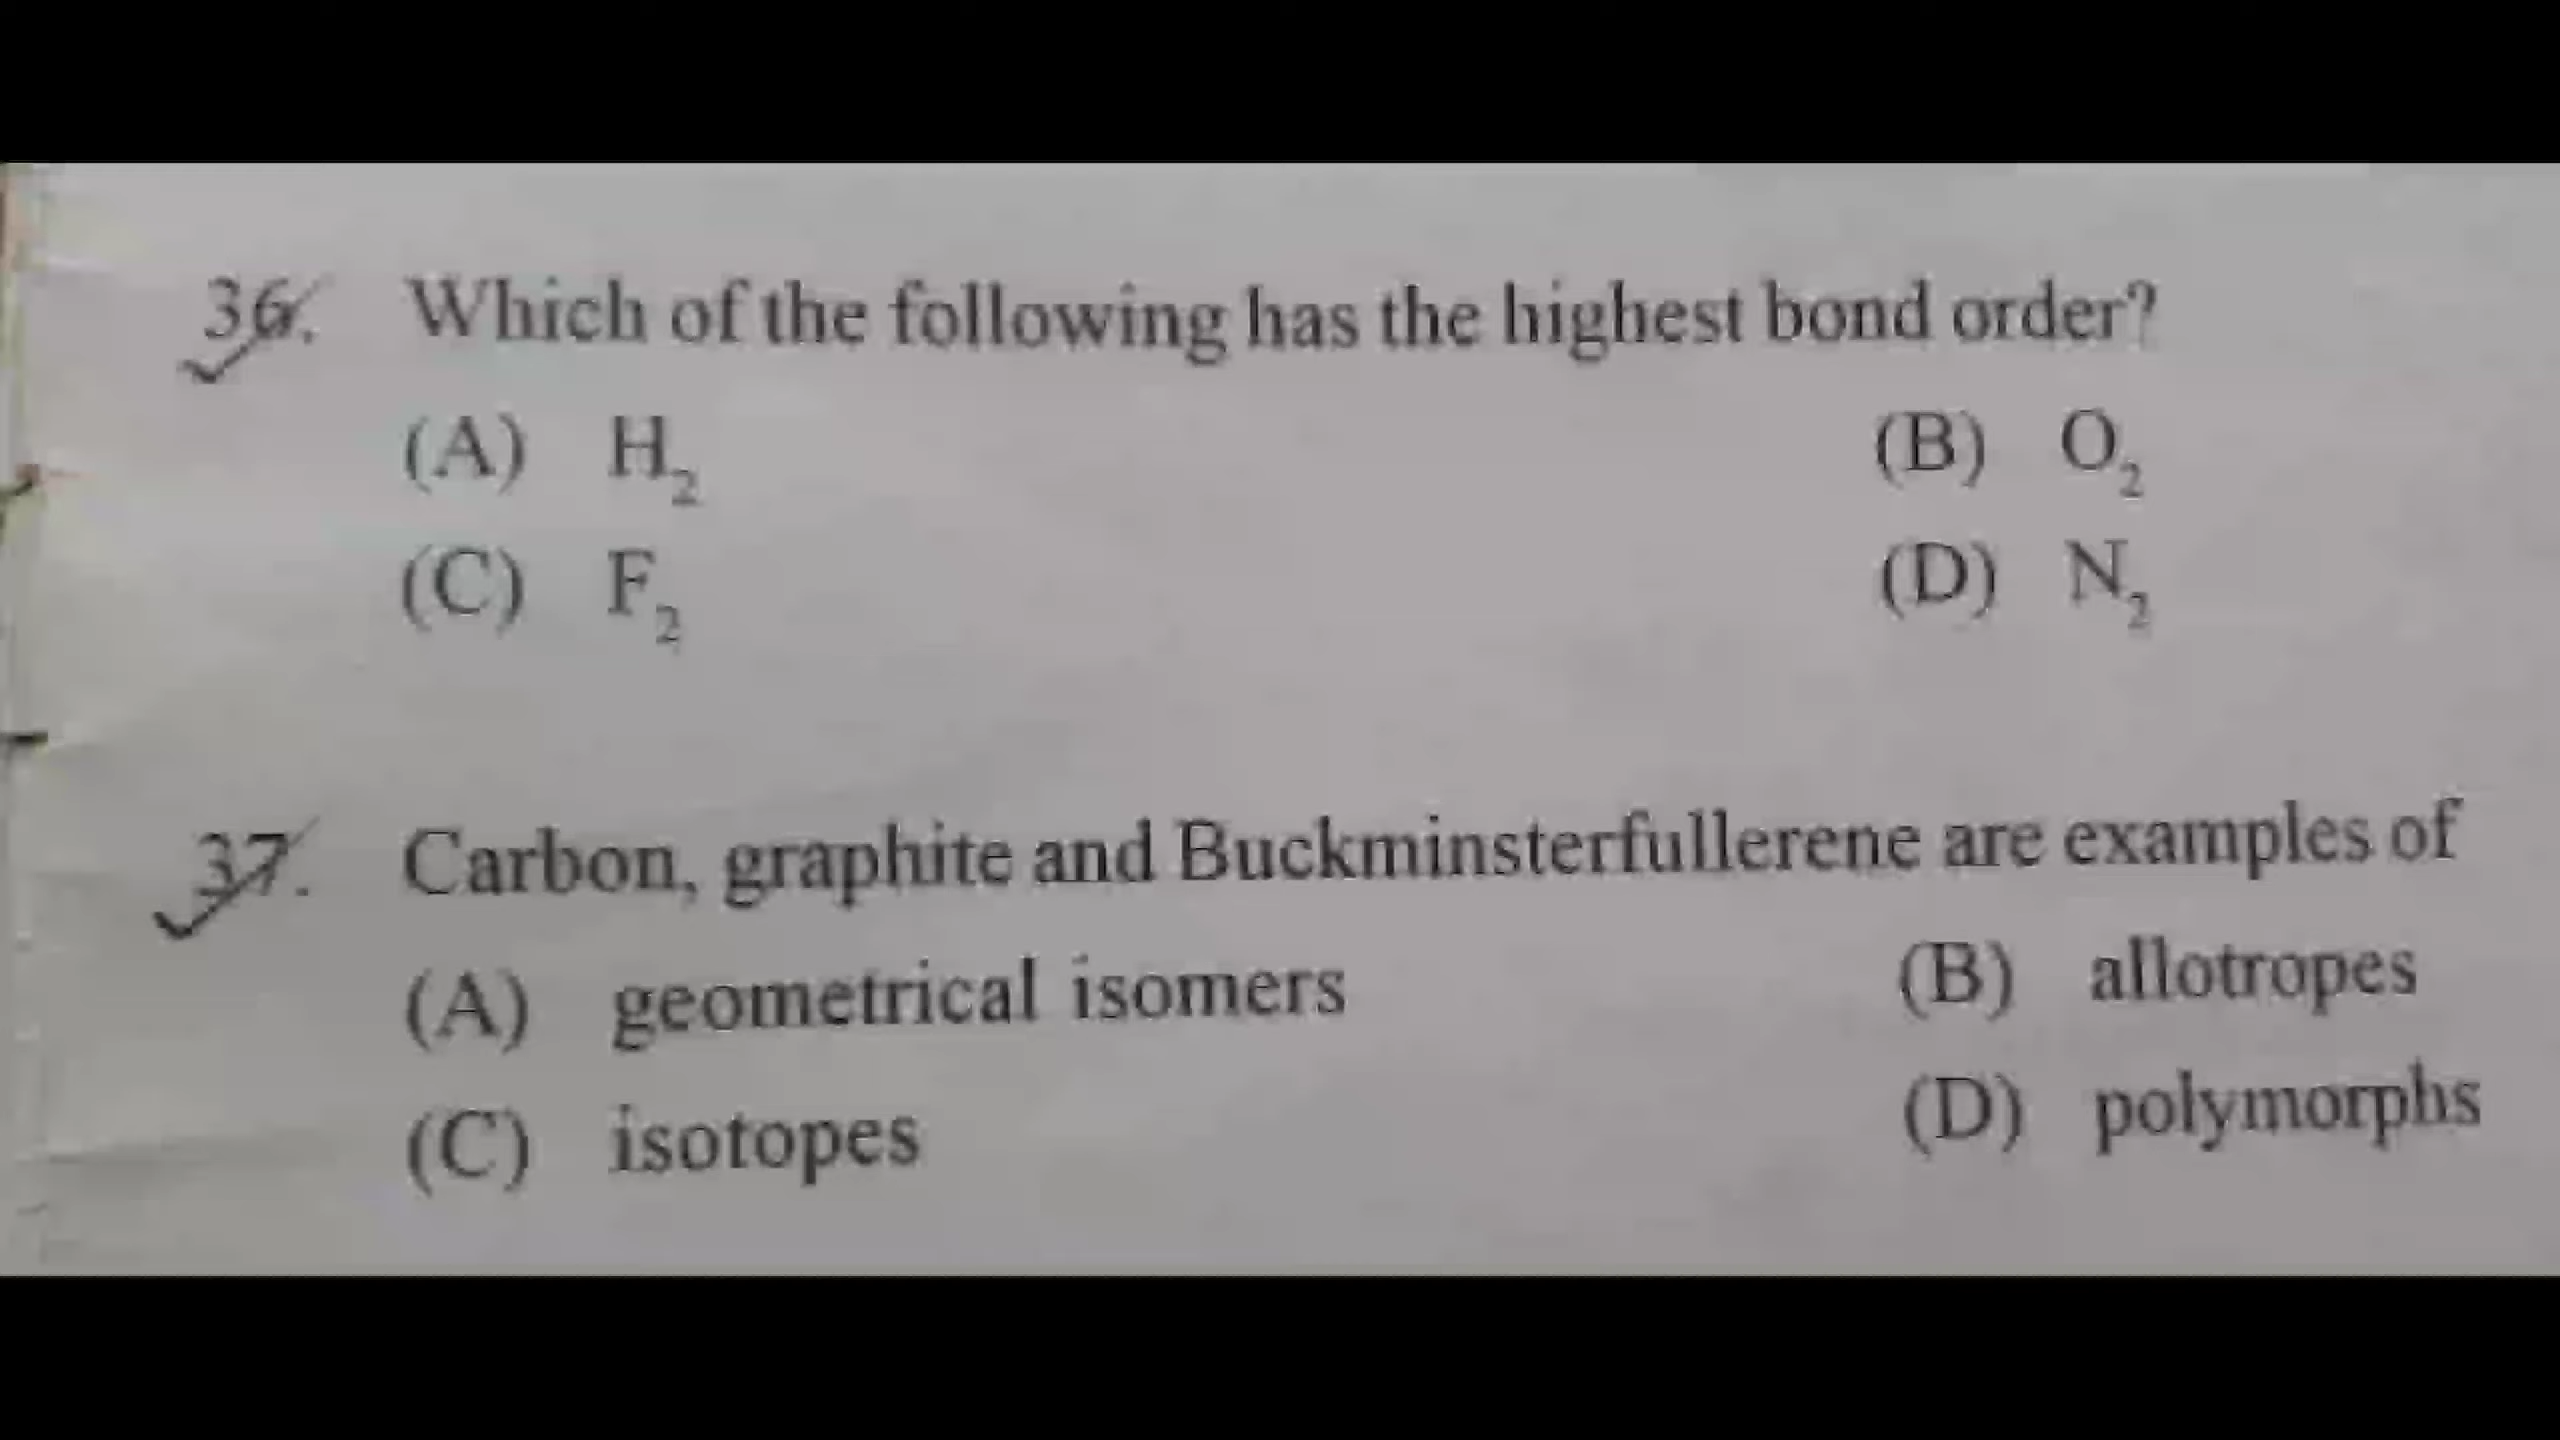 36. Which of the following has the highest bond order?
(A) H₂ (B) O₂
(C) F₂ (D) N₂
37. Carbon, graphite and Buckminsterfullerene are examples of
(A) geometrical isomers (B) allotropes
(C) isotopes (D) polymorphs